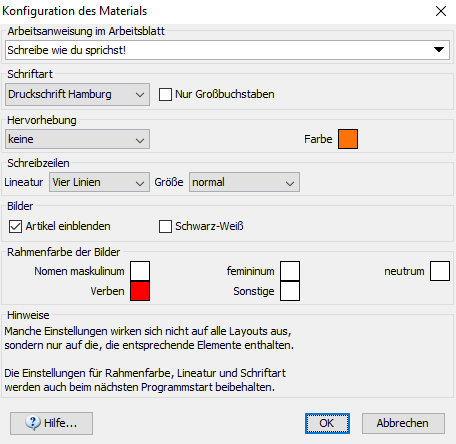 Konfiguration des Materials
Arbeitsanweisung im Arbeitsblatt
Schreibe wie du sprichst!
Schriftart
Druckschrift Hamburg
Nur Großbuchstaben
Hervorhebung
keine
Farbe
Schreibzeilen
Lineatur Vier Linien Größe normal
Bilder
Artikel einblenden
Schwarz-Weiß
Rahmenfarbe der Bilder
Nomen maskulinum femininum neutrum
Verben Sonstige
Hinweise
Manche Einstellungen wirken sich nicht auf alle Layouts aus,
sondern nur auf die, die entsprechende Elemente enthalten.
Die Einstellungen für Rahmenfarbe, Lineatur und Schriftart
werden auch beim nächsten Programmstart beibehalten.
Hilfe... OK Abbrechen